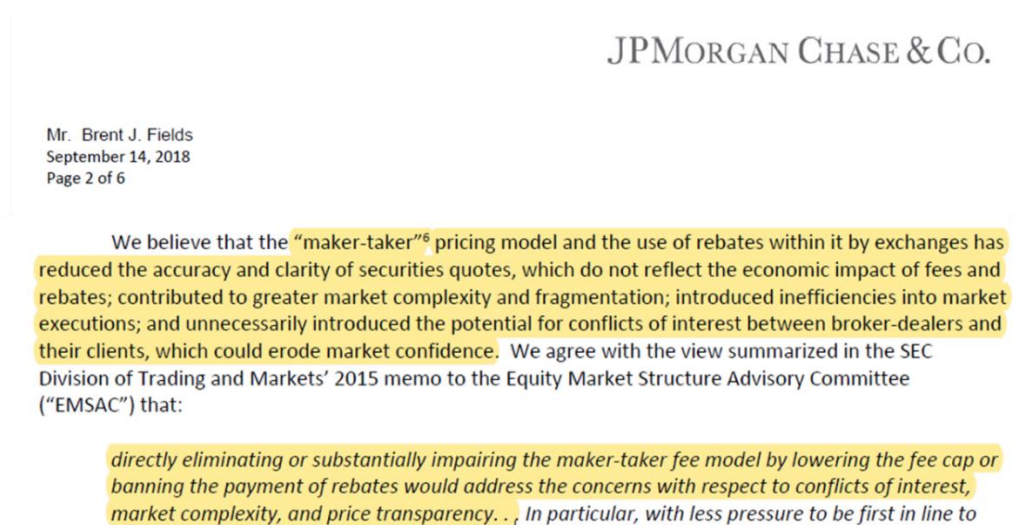 JPMORGAN CHASE & CO.
Mr. Brent J. Fields
September 14, 2018
Page 2 of 6
We believe that the “maker-taker”⁶ pricing model and the use of rebates within it by exchanges has
reduced the accuracy and clarity of securities quotes, which do not reflect the economic impact of fees and
rebates; contributed to greater market complexity and fragmentation; introduced inefficiencies into market
executions; and unnecessarily introduced the potential for conflicts of interest between broker-dealers and
their clients, which could erode market confidence. We agree with the view summarized in the SEC
Division of Trading and Markets’ 2015 memo to the Equity Market Structure Advisory Committee
(“EMSAC”) that:
directly eliminating or substantially impairing the maker-taker fee model by lowering the fee cap or
banning the payment of rebates would address the concerns with respect to conflicts of interest,
market complexity, and price transparency. . , In particular, with less pressure to be first in line to